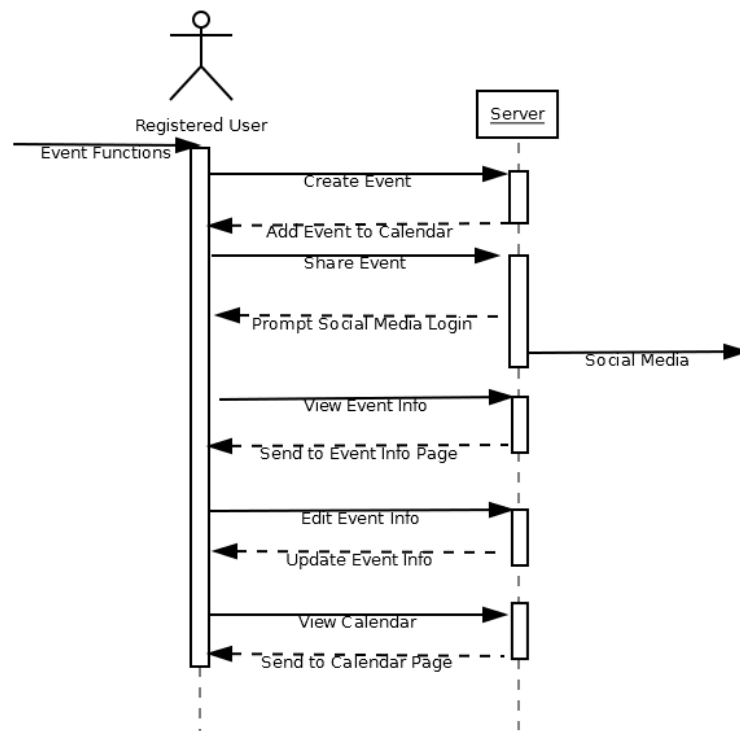 Server
Registered User
Event Functions
Create Event
Add Event to Calendar
Share Event
Prompt Social Media Login
Social Media
View Event Info
Send to Event Info Page
Edit Event Info
Update Event Info
View Calendar
Send to Calendar Page